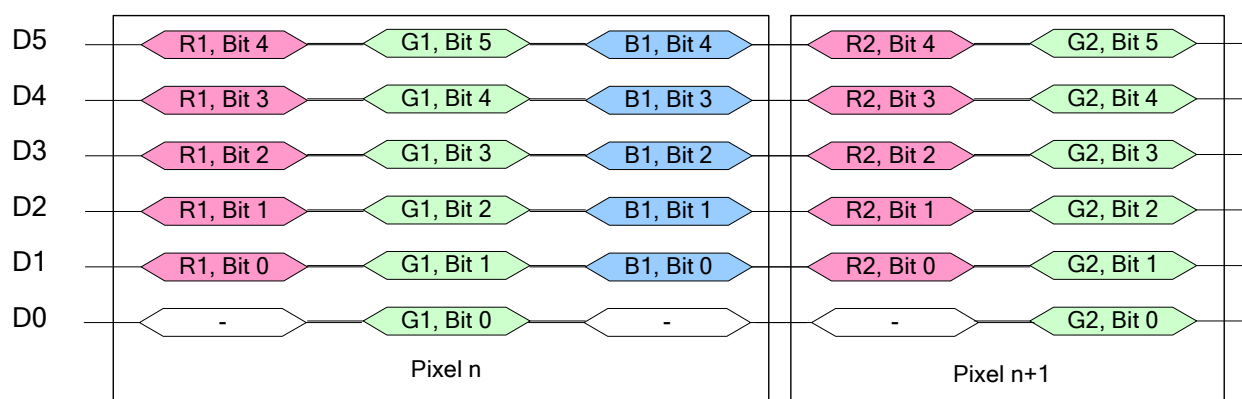 D5 R1, Bit 4 G1, Bit 5 B1, Bit 4 R2, Bit 4 G2, Bit 5
D4 R1, Bit 3 G1, Bit 4 B1, Bit 3 R2, Bit 3 G2, Bit 4
D3 R1, Bit 2 G1, Bit 3 B1, Bit 2 R2, Bit 2 G2, Bit 3
D2 R1, Bit 1 G1, Bit 2 B1, Bit 1 R2, Bit 1 G2, Bit 2
D1 R1, Bit 0 G1, Bit 1 B1, Bit 0 R2, Bit 0 G2, Bit 1
D0 - G1, Bit 0 - - G2, Bit 0
Pixel n Pixel n+1